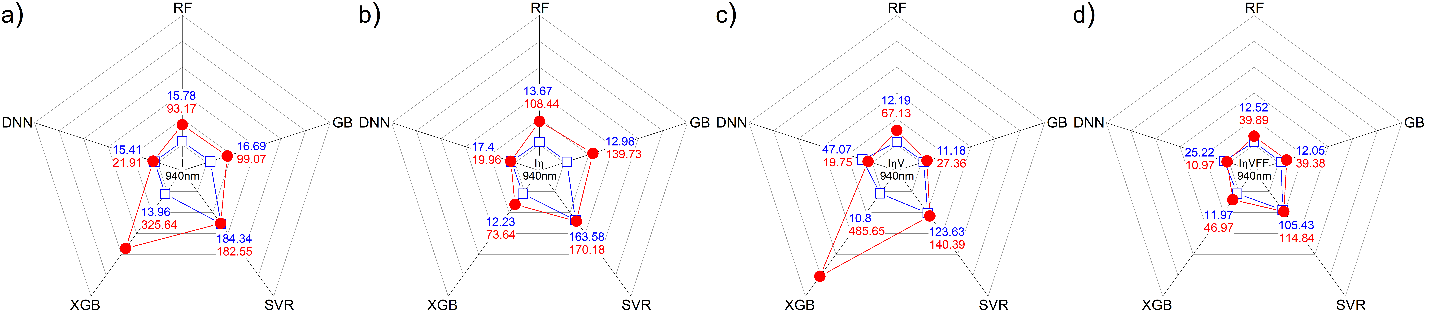 a)
RF
15.78
93.17
DNN
GB
16.69
99.07
15.41
21.91
940nm
13.96
325.64
184.34
182.55
XGB
SVR
b)
RF
13.67
108.44
DNN
GB
12.98
139.73
17.4
19.96
Iη
940nm
12.23
73.64
163.58
170.18
XGB
SVR
c)
RF
12.19
67.13
DNN
GB
47.07
19.75
11.18
27.36
IηV
940nm
10.8
485.65
123.63
140.39
XGB
SVR
d)
RF
12.52
39.89
DNN
GB
12.05
39.38
25.22
10.97
IηVFF
940nm
11.97
46.97
105.43
114.84
XGB
SVR